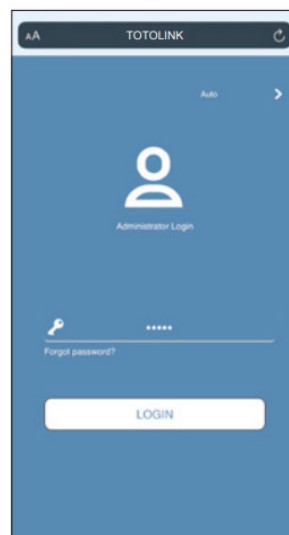 AA TOTOLINK
Auto
Administrator Login
•••••
Forgot password?
LOGIN